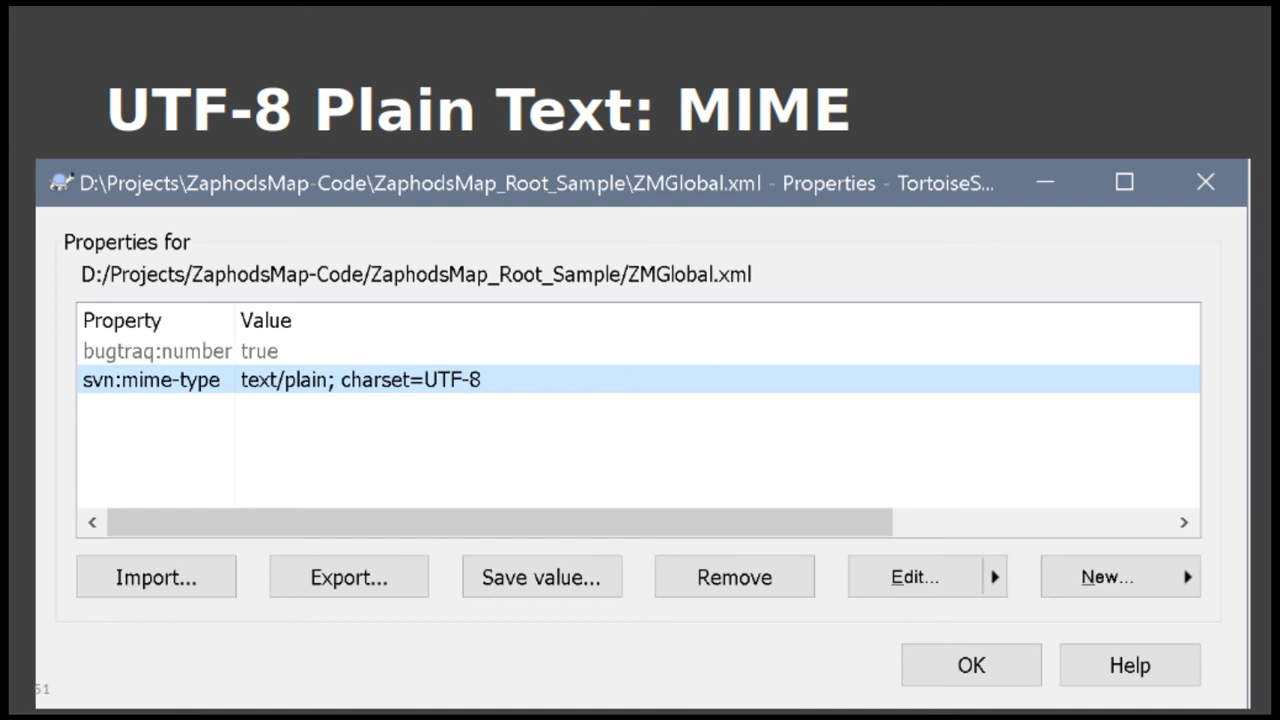 UTF-8 Plain Text: MIME
D:\Projects\ZaphodsMap-Code\ZaphodsMap_Root_Sample\ZMGlobal.xml - Properties - TortoiseS...
Properties for
D:/Projects/ZaphodsMap-Code/ZaphodsMap_Root_Sample/ZMGlobal.xml
Property Value
bugtraq:number true
svn:mime-type text/plain; charset=UTF-8
Import... Export... Save value... Remove Edit... New...
OK Help
51